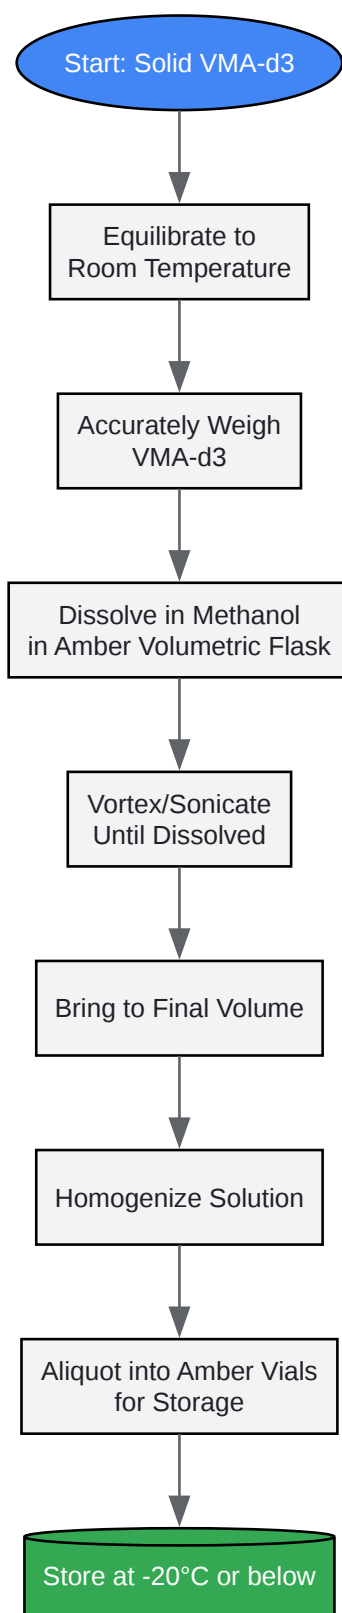 Start: Solid VMA-d3
Equilibrate to
Room Temperature
Accurately Weigh
VMA-d3
Dissolve in Methanol
in Amber Volumetric Flask
Vortex/Sonicate
Until Dissolved
Bring to Final Volume
Homogenize Solution
Aliquot into Amber Vials
for Storage
Store at -20°C or below